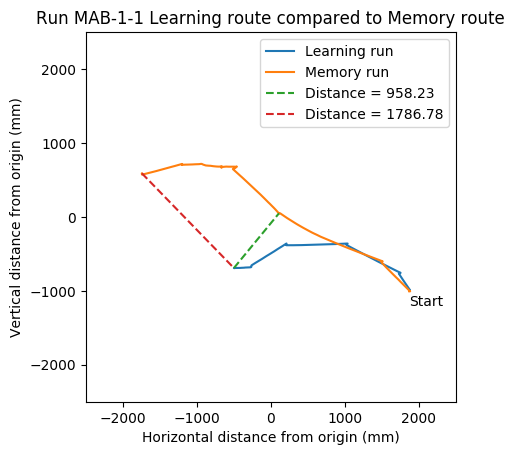 Run MAB-1-1 Learning route compared to Memory route
Learning run
Memory run
Distance = 958.23
Distance = 1786.78
Vertical distance from origin (mm)
2000
1000
0
−1000
−2000
Start
−2000 −1000 0 1000 2000
Horizontal distance from origin (mm)